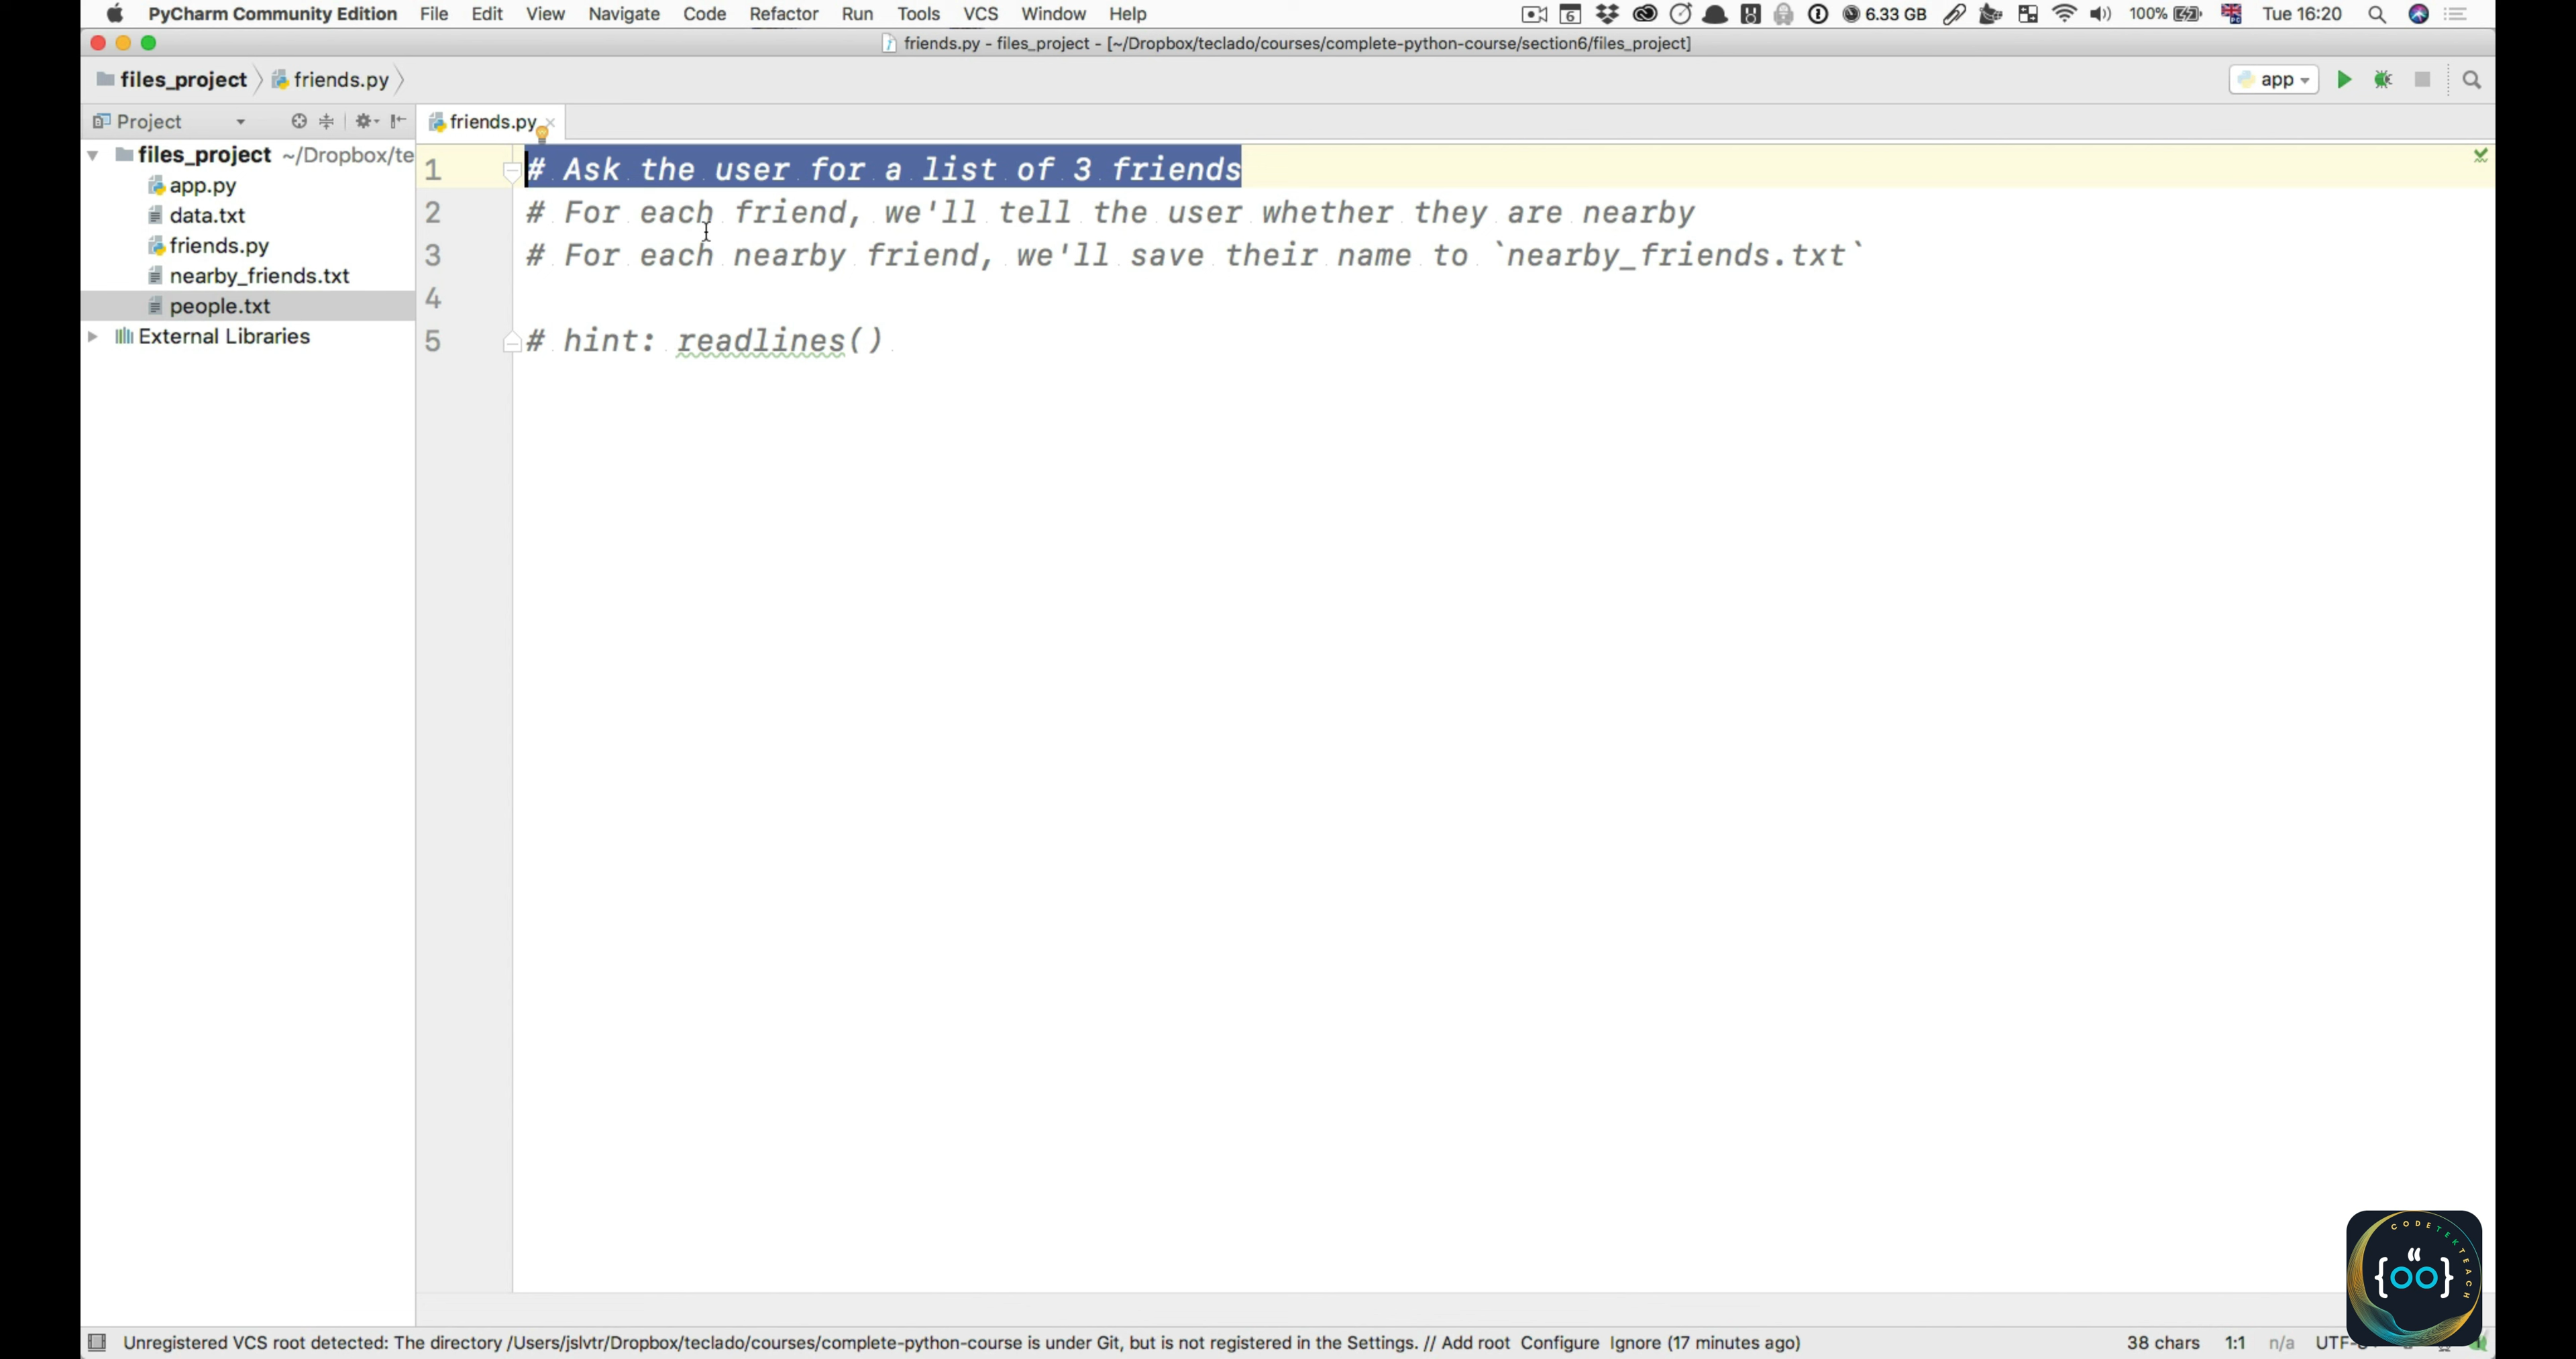 PyCharm Community Edition File Edit View Navigate Code Refactor Run Tools VCS Window Help 6 6.33 GB 100% Tue 16:20
friends.py - files_project - [~/Dropbox/teclado/courses/complete-python-course/section6/files_project]
files_project friends.py app
Project
friends.py
files_project ~/Dropbox/te
app.py
data.txt
friends.py
nearby_friends.txt
people.txt
External Libraries
1 # Ask the user for a list of 3 friends
2 # For each friend, we'll tell the user whether they are nearby
3 # For each nearby friend, we'll save their name to `nearby_friends.txt`
4
5 # hint: readlines()
CODETEKTEACH
{oo}
Unregistered VCS root detected: The directory /Users/jslvtr/Dropbox/teclado/courses/complete-python-course is under Git, but is not registered in the Settings. // Add root Configure Ignore (17 minutes ago) 38 chars 1:1 n/a